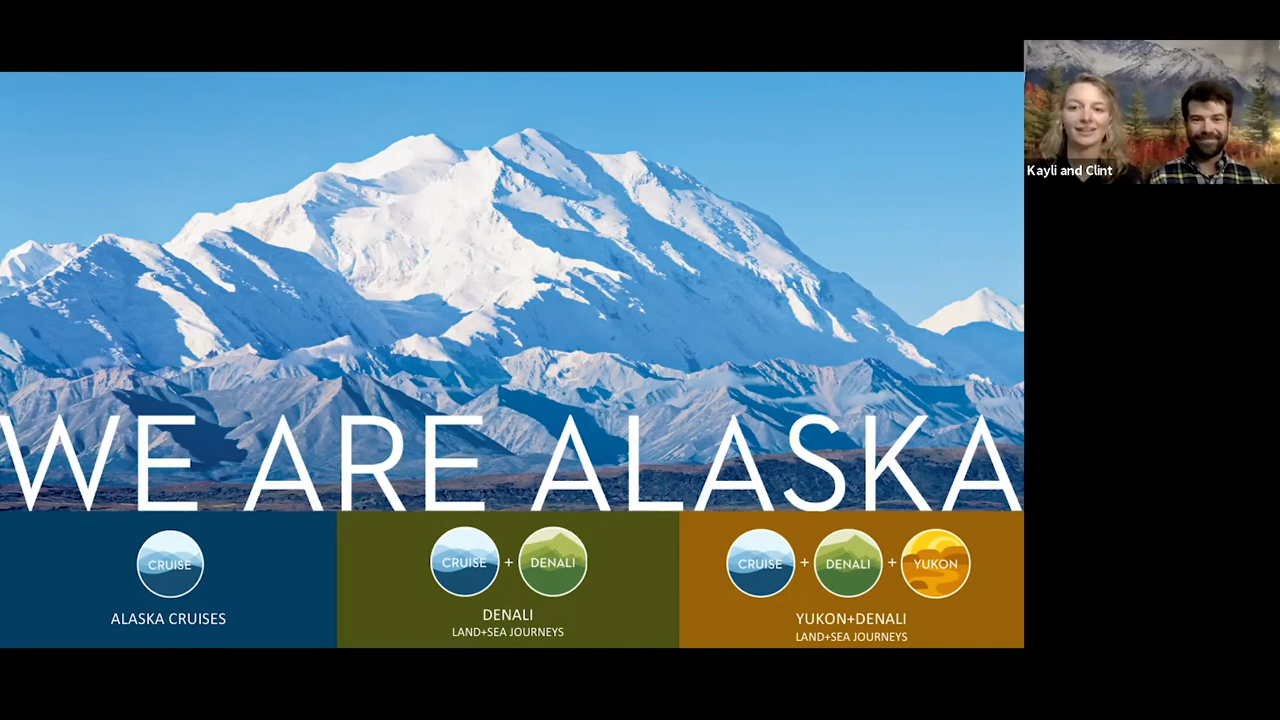 Kayli and Clint
WE ARE ALASKA
CRUISE
ALASKA CRUISES
CRUISE + DENALI
DENALI
LAND+SEA JOURNEYS
CRUISE + DENALI + YUKON
YUKON+DENALI
LAND+SEA JOURNEYS